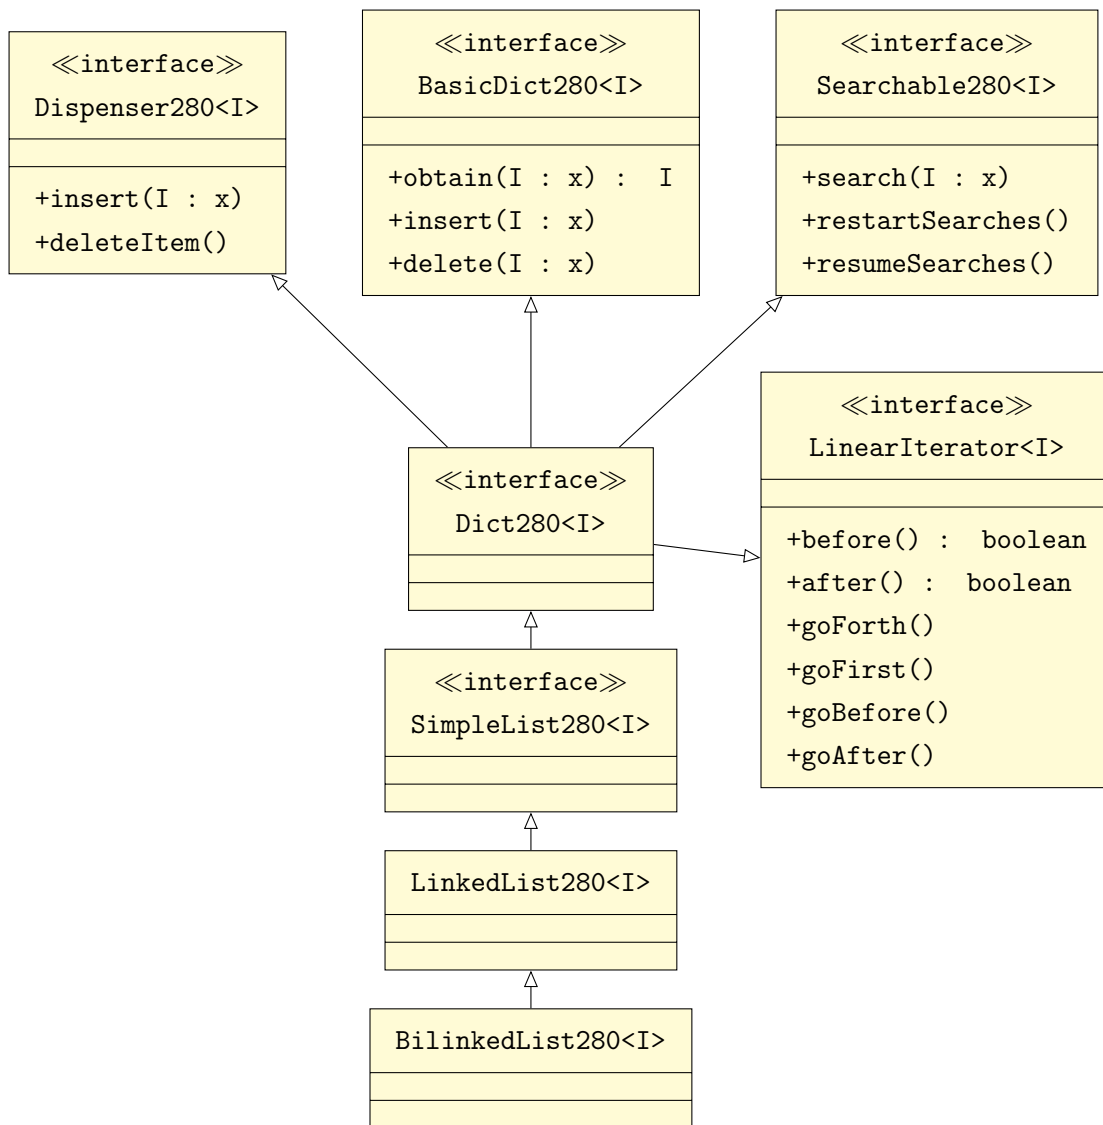 ≪interface≫
Dispenser280<I>
+insert(I : x)
+deleteItem()
≪interface≫
BasicDict280<I>
+obtain(I : x) : I
+insert(I : x)
+delete(I : x)
≪interface≫
Searchable280<I>
+search(I : x)
+restartSearches()
+resumeSearches()
≪interface≫
LinearIterator<I>
+before() : boolean
+after() : boolean
+goForth()
+goFirst()
+goBefore()
+goAfter()
≪interface≫
Dict280<I>
≪interface≫
SimpleList280<I>
LinkedList280<I>
BilinkedList280<I>